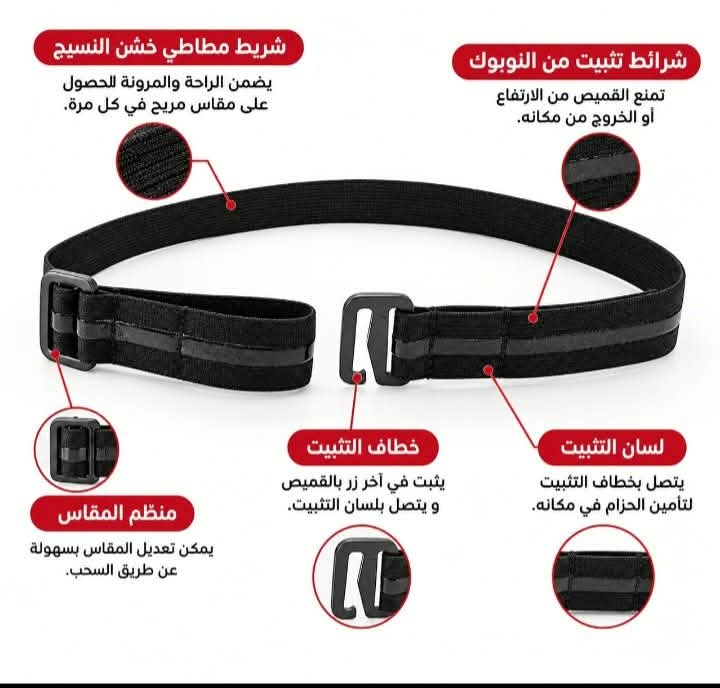 شريط مطاطي خشن النسيج
يضمن الراحة والمرونة للحصول
على مقاس مريح في كل مرة.
شرائط تثبيت من النوبوك
تمنع القميص من الارتفاع
أو الخروج من مكانه.
منظّم المقاس
يمكن تعديل المقاس بسهولة
عن طريق السحب.
خطاف التثبيت
يثبت في آخر زر بالقميص
و يتصل بلسان التثبيت.
لسان التثبيت
يتصل بخطاف التثبيت
لتأمين الحزام في مكانه.